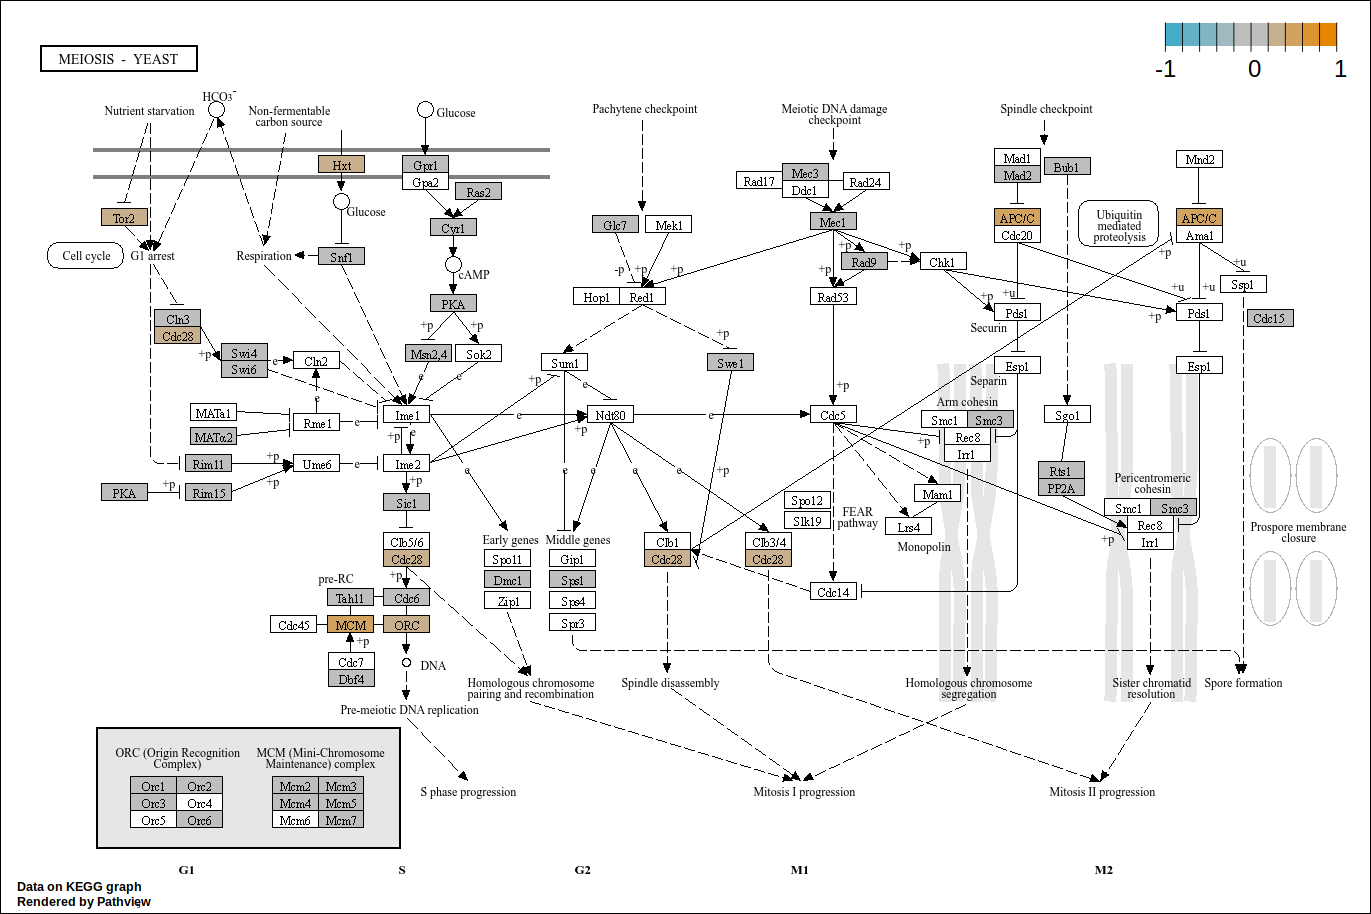 -1 0 1
MEIOSIS - YEAST
HCO3-
Nutrient starvation
Non-fermentable
carbon source
Glucose
Pachytene checkpoint
Meiotic DNA damage
checkpoint
Spindle checkpoint
Hxt
Gpr1
Gpa2
Ras2
Glucose
Cyr1
cAMP
Tor2
Cell cycle
G1 arrest
Respiration
Snf1
PKA
Glc7
Mek1
Mec3
Rad17
Ddc1
Rad24
Mec1
Rad9
Chk1
Mad1
Mad2
Bub1
Mnd2
APC/C
Cdc20
Ubiquitin
mediated
proteolysis
APC/C
Ama1
+p
+p
+p
+p
-p
+p
+p
+u
+p
Ssp1
Hop1
Red1
Rad53
+p
+u
Pds1
Securin
+u
+p
Pds1
Cdc15
Cln3
Cdc28
+p
Swi4
Swi6
e
Cln2
+p
+p
Msn2,4
Sok2
e
e
Sum1
+p
e
+p
Swe1
+p
Esp1
Separin
Esp1
MATa1
MATα2
e
Rme1
e
Ime1
e
Ndt80
+p
e
Cdc5
Arm cohesin
Smc1
Smc3
Rec8
Irr1
+p
Sgo1
+p
e
Rim11
+p
Ume6
e
Ime2
PKA
+p
Rim15
+p
+p
Sic1
e
e
e
e
e
+p
Mam1
Spo12
Slk19
FEAR
pathway
Lrs4
Monopolin
Rts1
PP2A
Pericentromeric
cohesin
Smc1
Smc3
Rec8
Irr1
+p
Prospore membrane
closure
Clb5/6
Cdc28
+p
Early genes
Spo11
Dmc1
Zip1
Middle genes
Gip1
Sps1
Sps4
Spr3
Clb1
Cdc28
Clb3/4
Cdc28
Cdc14
pre-RC
Tah11
Cdc6
Cdc45
MCM
ORC
+p
Cdc7
Dbf4
DNA
Pre-meiotic DNA replication
Homologous chromosome
pairing and recombination
Spindle disassembly
Homologous chromosome
segregation
Sister chromatid
resolution
Spore formation
ORC (Origin Recognition
Complex)
MCM (Mini-Chromosome
Maintenance) complex
Orc1 Orc2 Mcm2 Mcm3
Orc3 Orc4 Mcm4 Mcm5
Orc5 Orc6 Mcm6 Mcm7
S phase progression
Mitosis I progression
Mitosis II progression
G1 S G2 M1 M2
Data on KEGG graph
Rendered by Pathview